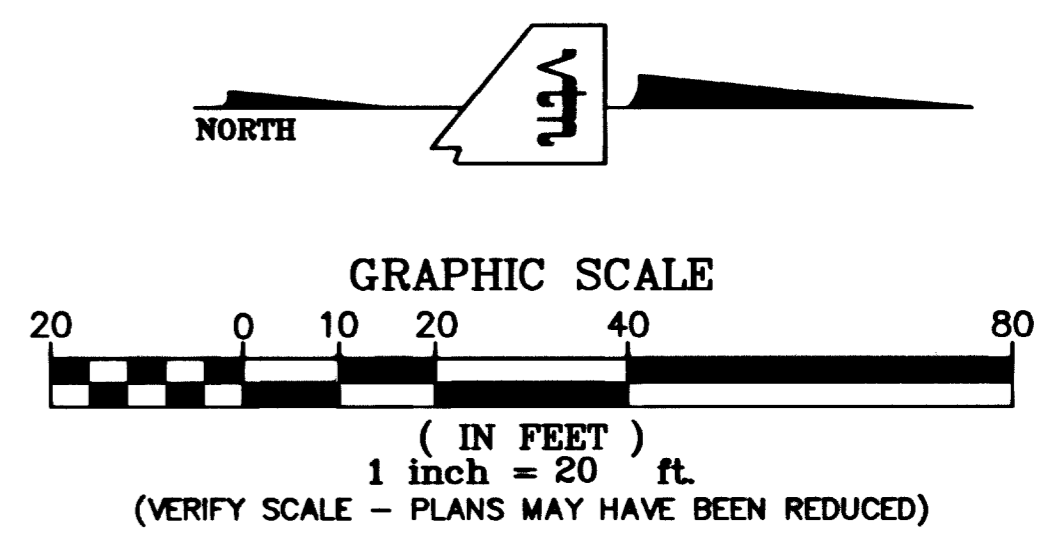 vtm
NORTH
GRAPHIC SCALE
20 0 10 20 40 80
( IN FEET )
1 inch = 20 ft.
(VERIFY SCALE – PLANS MAY HAVE BEEN REDUCED)